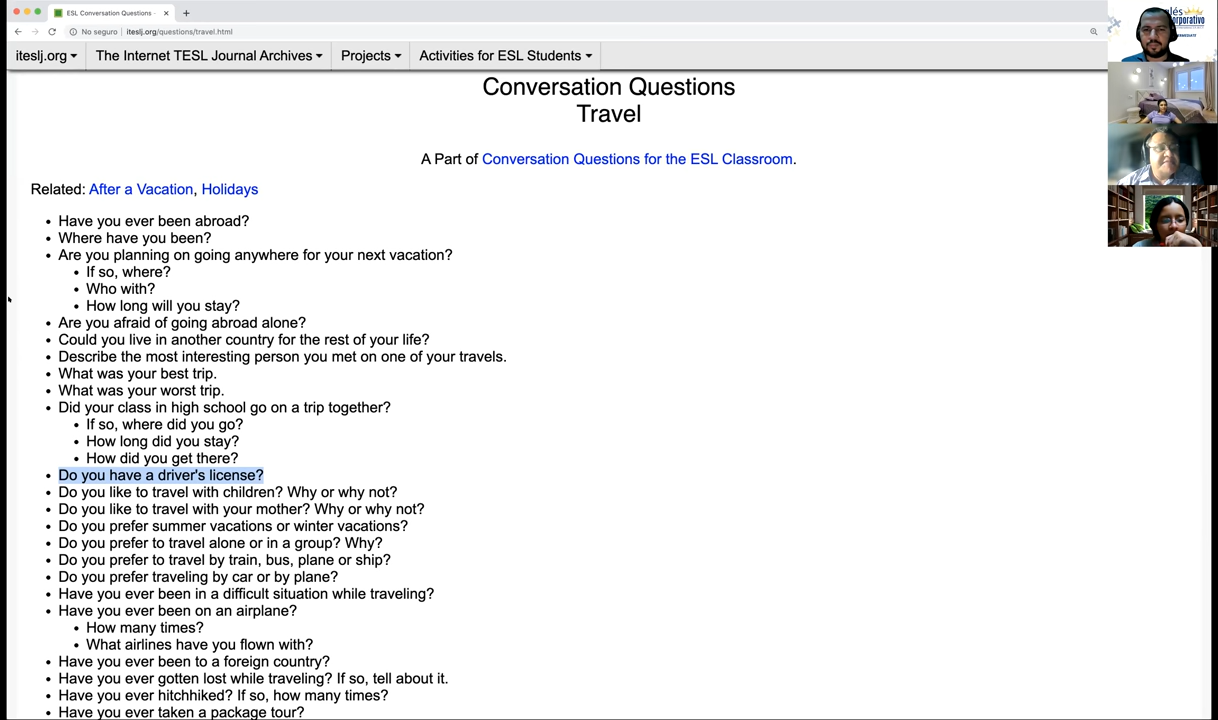 ESL Conversation Questions -
No seguro | iteslj.org/questions/travel.html
iteslj.org
The Internet TESL Journal Archives
Projects
Activities for ESL Students
Conversation Questions
Travel
A Part of Conversation Questions for the ESL Classroom.
Related: After a Vacation, Holidays
Have you ever been abroad?
Where have you been?
Are you planning on going anywhere for your next vacation?
If so, where?
Who with?
How long will you stay?
Are you afraid of going abroad alone?
Could you live in another country for the rest of your life?
Describe the most interesting person you met on one of your travels.
What was your best trip.
What was your worst trip.
Did your class in high school go on a trip together?
If so, where did you go?
How long did you stay?
How did you get there?
Do you have a driver's license?
Do you like to travel with children? Why or why not?
Do you like to travel with your mother? Why or why not?
Do you prefer summer vacations or winter vacations?
Do you prefer to travel alone or in a group? Why?
Do you prefer to travel by train, bus, plane or ship?
Do you prefer traveling by car or by plane?
Have you ever been in a difficult situation while traveling?
Have you ever been on an airplane?
How many times?
What airlines have you flown with?
Have you ever been to a foreign country?
Have you ever gotten lost while traveling? If so, tell about it.
Have you ever hitchhiked? If so, how many times?
Have you ever taken a package tour?